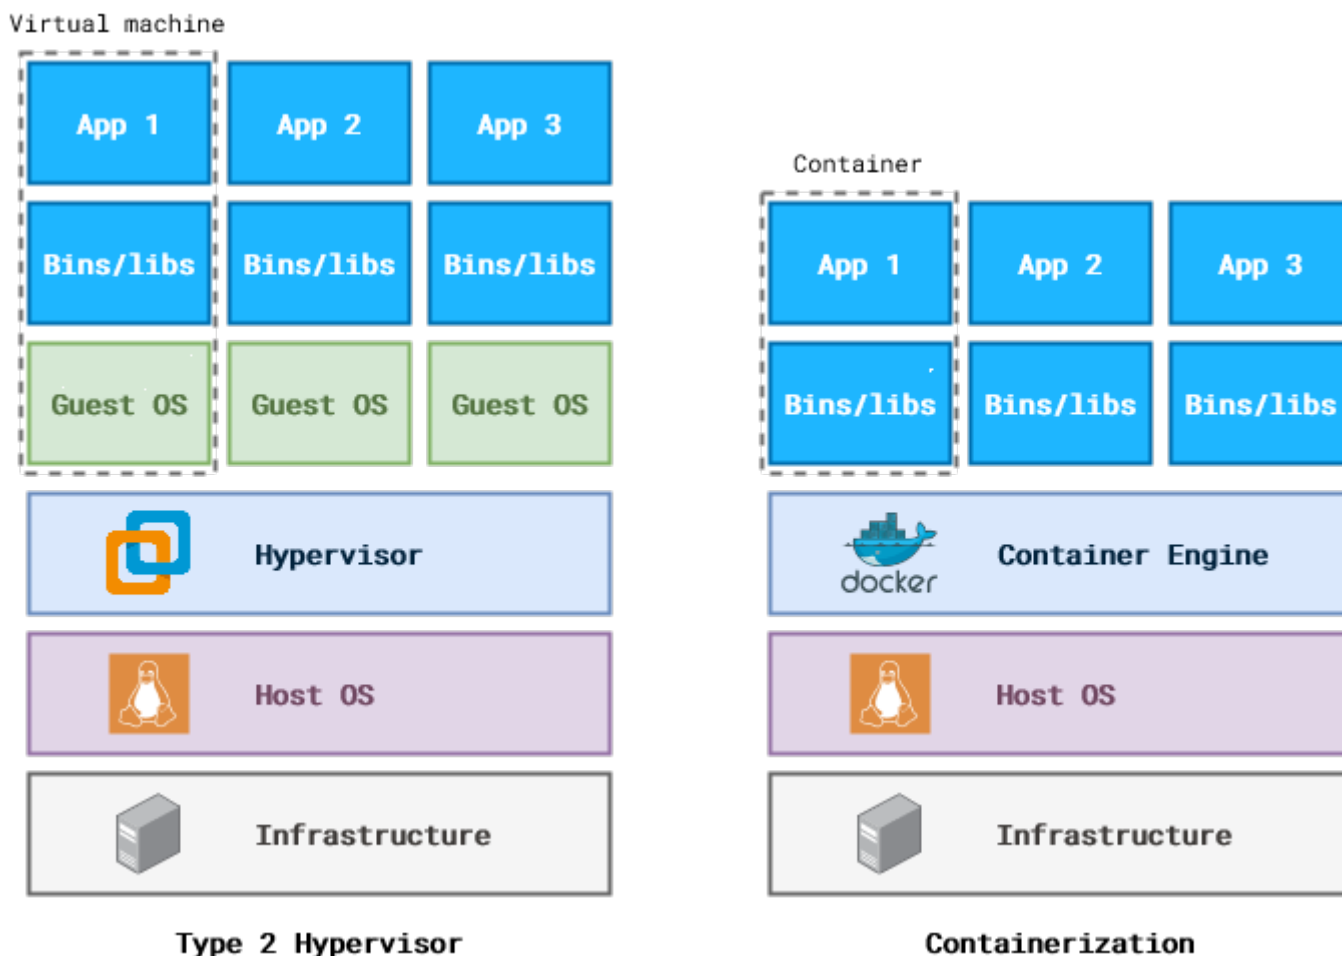 Virtual machine
App 1 App 2 App 3
Bins/libs Bins/libs Bins/libs
Guest OS Guest OS Guest OS
Hypervisor
Host OS
Infrastructure
Type 2 Hypervisor
Container
App 1 App 2 App 3
Bins/libs Bins/libs Bins/libs
docker Container Engine
Host OS
Infrastructure
Containerization